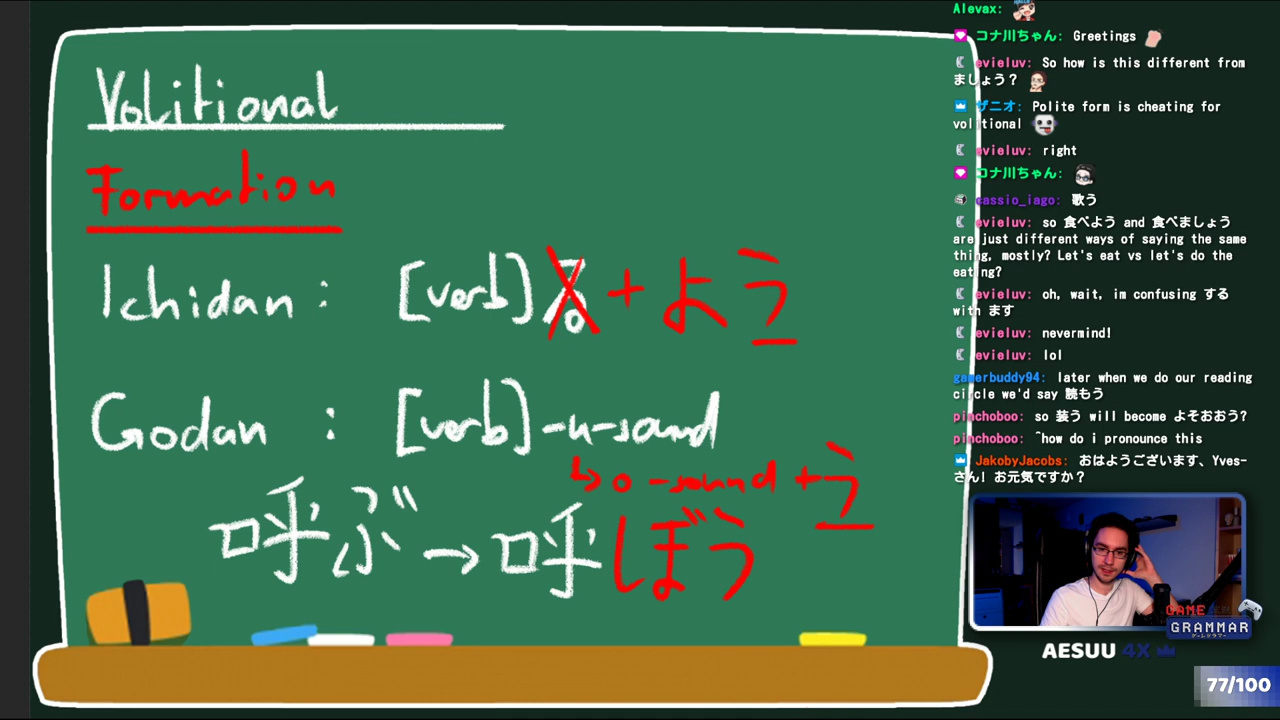 Volitional
Formation
Ichidan : [verb]る + よう
Godan : [verb]-u-sound
↳ o-sound + う
呼ぶ → 呼ぼう
Alevax:
コナ川ちゃん: Greetings
evieluv: So how is this different from
ましょう?
ザニオ: Polite form is cheating for
volitional
evieluv: right
コナ川ちゃん:
cassio_iago: 歌う
evieluv: so 食べよう and 食べましょう
are just different ways of saying the same
thing, mostly? Let's eat vs let's do the
eating?
evieluv: oh, wait, im confusing する
with ます
evieluv: nevermind!
evieluv: lol
gamerbuddy94: later when we do our reading
circle we'd say 読もう
pinchoboo: so 装う will become よそおおう?
pinchoboo: ^how do i pronounce this
JakobyJacobs: おはようございます、Yves-
さん! お元気ですか?
GAME
GRAMMAR
AESUU 4X
77/100